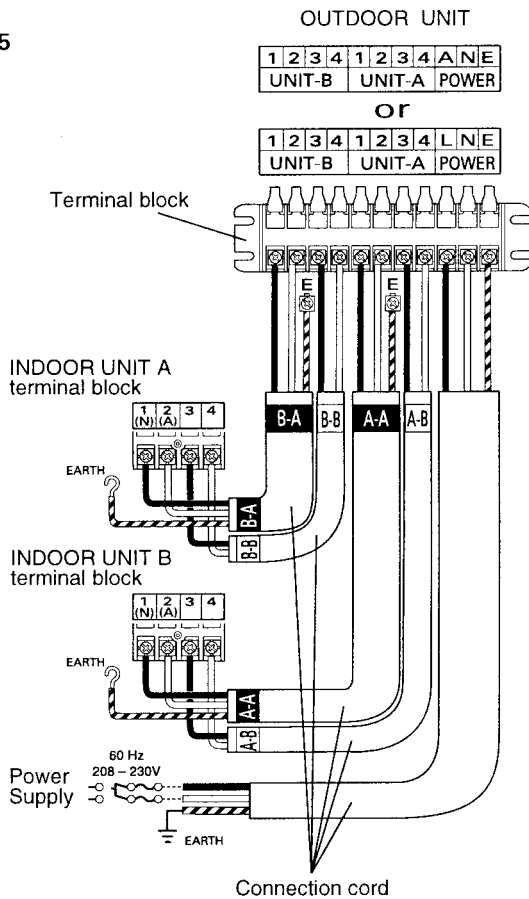 OUTDOOR UNIT
5
1 2 3 4 1 2 3 4 A N E
UNIT-B UNIT-A POWER
or
1 2 3 4 1 2 3 4 L N E
UNIT-B UNIT-A POWER
Terminal block
E E
INDOOR UNIT A
terminal block
B-A B-B A-A A-B
1 2 3 4
(N) (A)
EARTH
B-A
B-B
INDOOR UNIT B
terminal block
1 2 3 4
(N) (A)
EARTH
A-A
A-B
60 Hz
208 – 230V
Power
Supply
EARTH
Connection cord